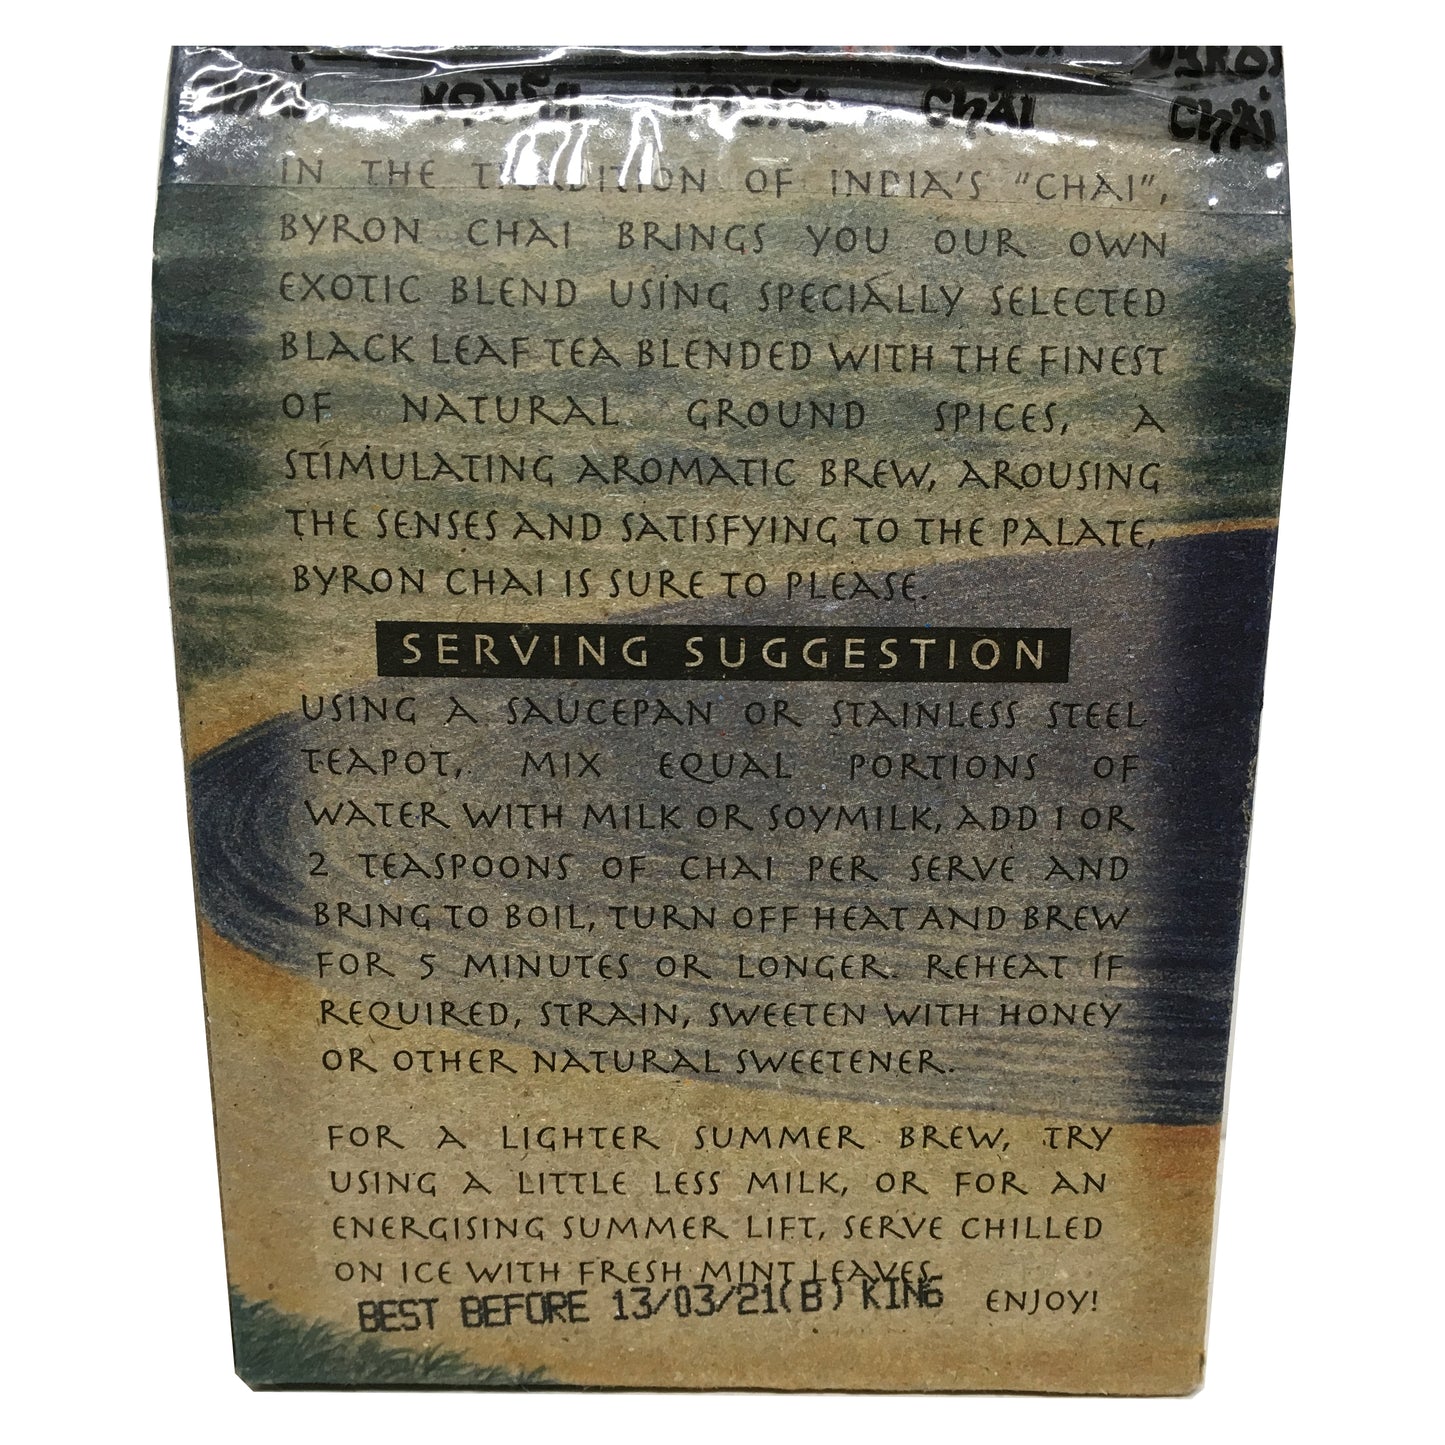 CHAI
CHAI
IN THE TRADITION OF INDIA'S "CHAI",
BYRON CHAI BRINGS YOU OUR OWN
EXOTIC BLEND USING SPECIALLY SELECTED
BLACK LEAF TEA BLENDED WITH THE FINEST
OF NATURAL GROUND SPICES, A
STIMULATING AROMATIC BREW, AROUSING
THE SENSES AND SATISFYING TO THE PALATE,
BYRON CHAI IS SURE TO PLEASE.
SERVING SUGGESTION
USING A SAUCEPAN OR STAINLESS STEEL
TEAPOT, MIX EQUAL PORTIONS OF
WATER WITH MILK OR SOYMILK, ADD 1 OR
2 TEASPOONS OF CHAI PER SERVE AND
BRING TO BOIL, TURN OFF HEAT AND BREW
FOR 5 MINUTES OR LONGER. REHEAT IF
REQUIRED, STRAIN, SWEETEN WITH HONEY
OR OTHER NATURAL SWEETENER.
FOR A LIGHTER SUMMER BREW, TRY
USING A LITTLE LESS MILK, OR FOR AN
ENERGISING SUMMER LIFT, SERVE CHILLED
ON ICE WITH FRESH MINT LEAVES.
BEST BEFORE 13/03/21(B) KING
ENJOY!